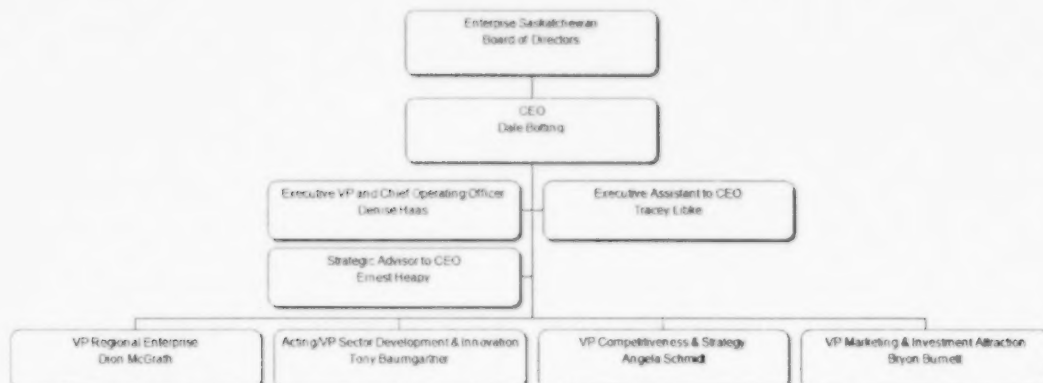 Enterprise Saskatchewan
Board of Directors
CEO
Dale Botting
Executive VP and Chief Operating Officer
Denise Haas
Executive Assistant to CEO
Tracey Libke
Strategic Advisor to CEO
Ernest Heapy
VP Regional Enterprise
Dion McGrath
Acting/VP Sector Development & Innovation
Tony Baumgartner
VP Competitiveness & Strategy
Angela Schmidt
VP Marketing & Investment Attraction
Bryon Burnett